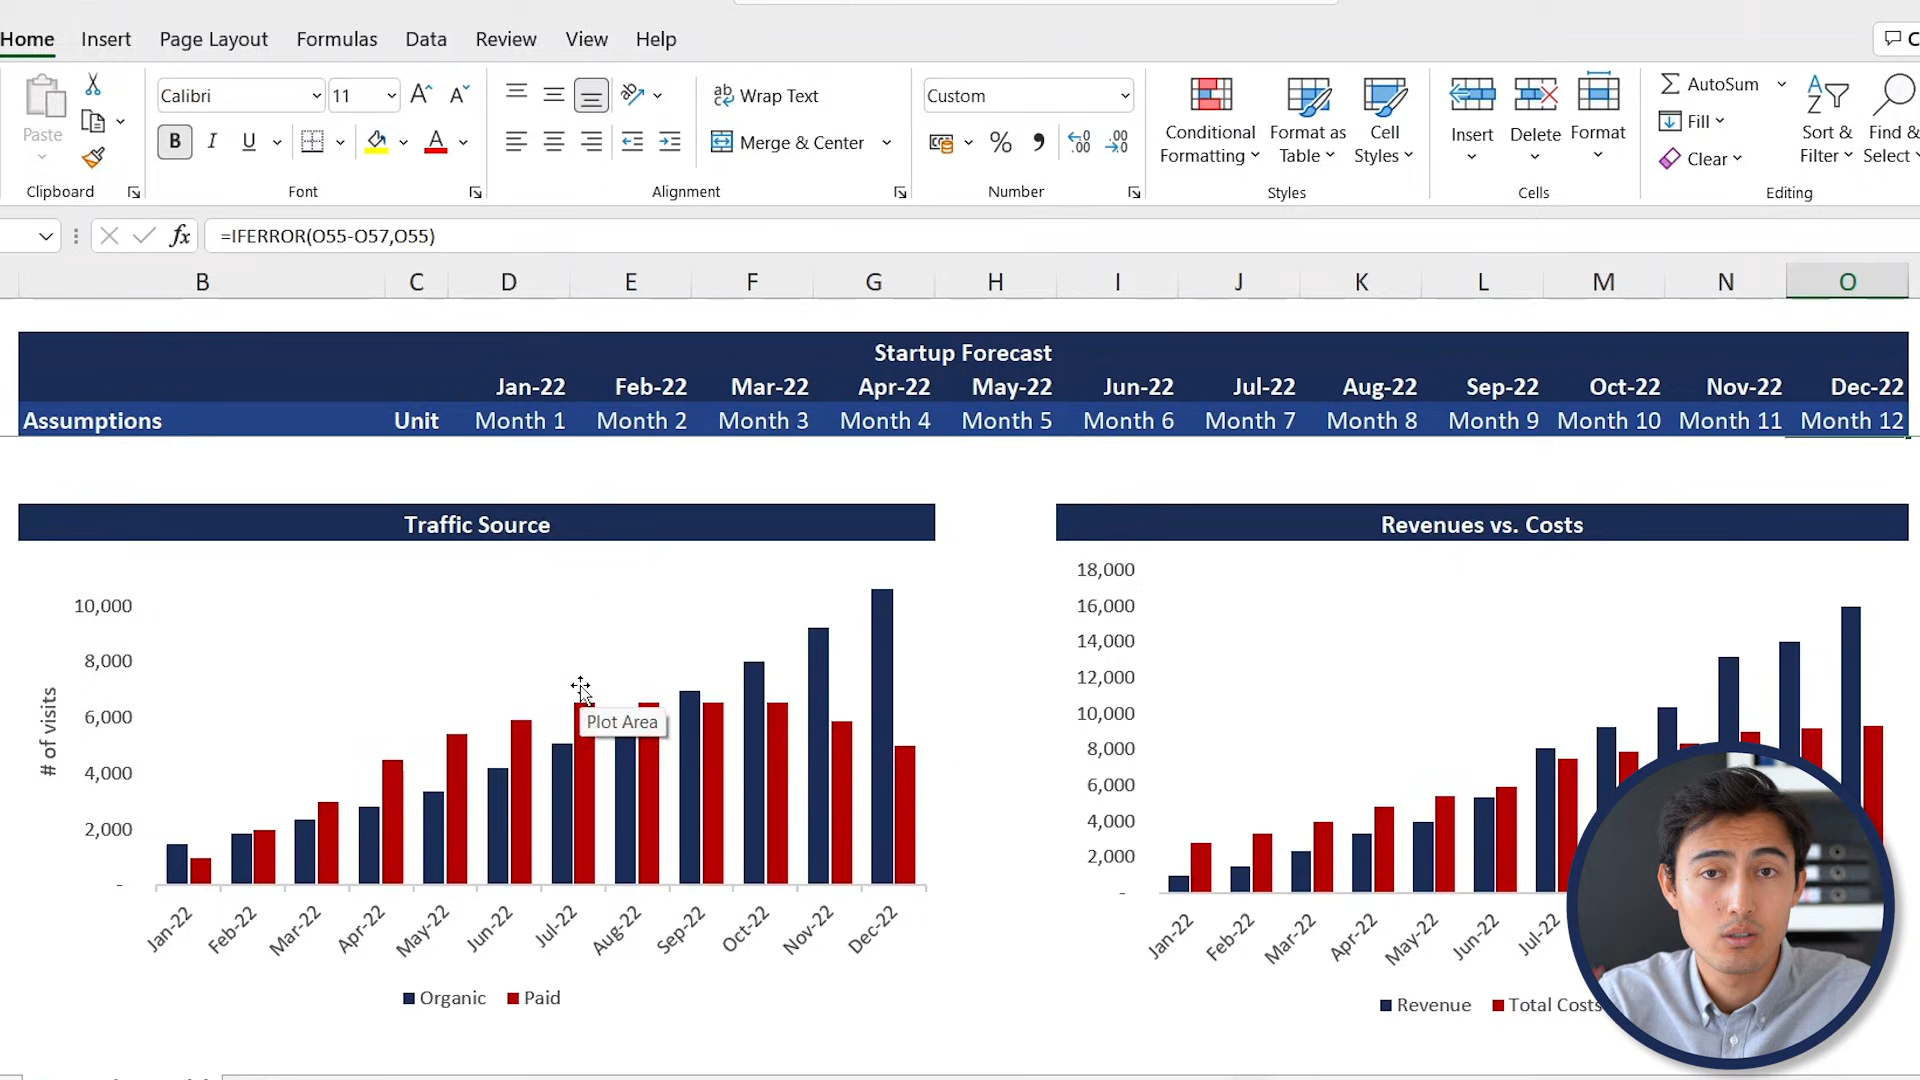 Home Insert Page Layout Formulas Data Review View Help
Calibri 11 Wrap Text Custom AutoSum
Paste B I U Merge & Center Conditional Formatting Format as Table Cell Styles Insert Delete Format Fill Sort & Filter Find & Select
Clear
Clipboard Font Alignment Number Styles Cells Editing
fx =IFERROR(O55-O57,O55)
B C D E F G H I J K L M N O
Startup Forecast
Jan-22 Feb-22 Mar-22 Apr-22 May-22 Jun-22 Jul-22 Aug-22 Sep-22 Oct-22 Nov-22 Dec-22
Assumptions Unit Month 1 Month 2 Month 3 Month 4 Month 5 Month 6 Month 7 Month 8 Month 9 Month 10 Month 11 Month 12
Traffic Source
# of visits
10,000
8,000
6,000
4,000
2,000
-
Plot Area
Jan-22 Feb-22 Mar-22 Apr-22 May-22 Jun-22 Jul-22 Aug-22 Sep-22 Oct-22 Nov-22 Dec-22
Organic Paid
Revenues vs. Costs
18,000
16,000
14,000
12,000
10,000
8,000
6,000
4,000
2,000
-
Jan-22 Feb-22 Mar-22 Apr-22 May-22 Jun-22 Jul-22
Revenue Total Costs